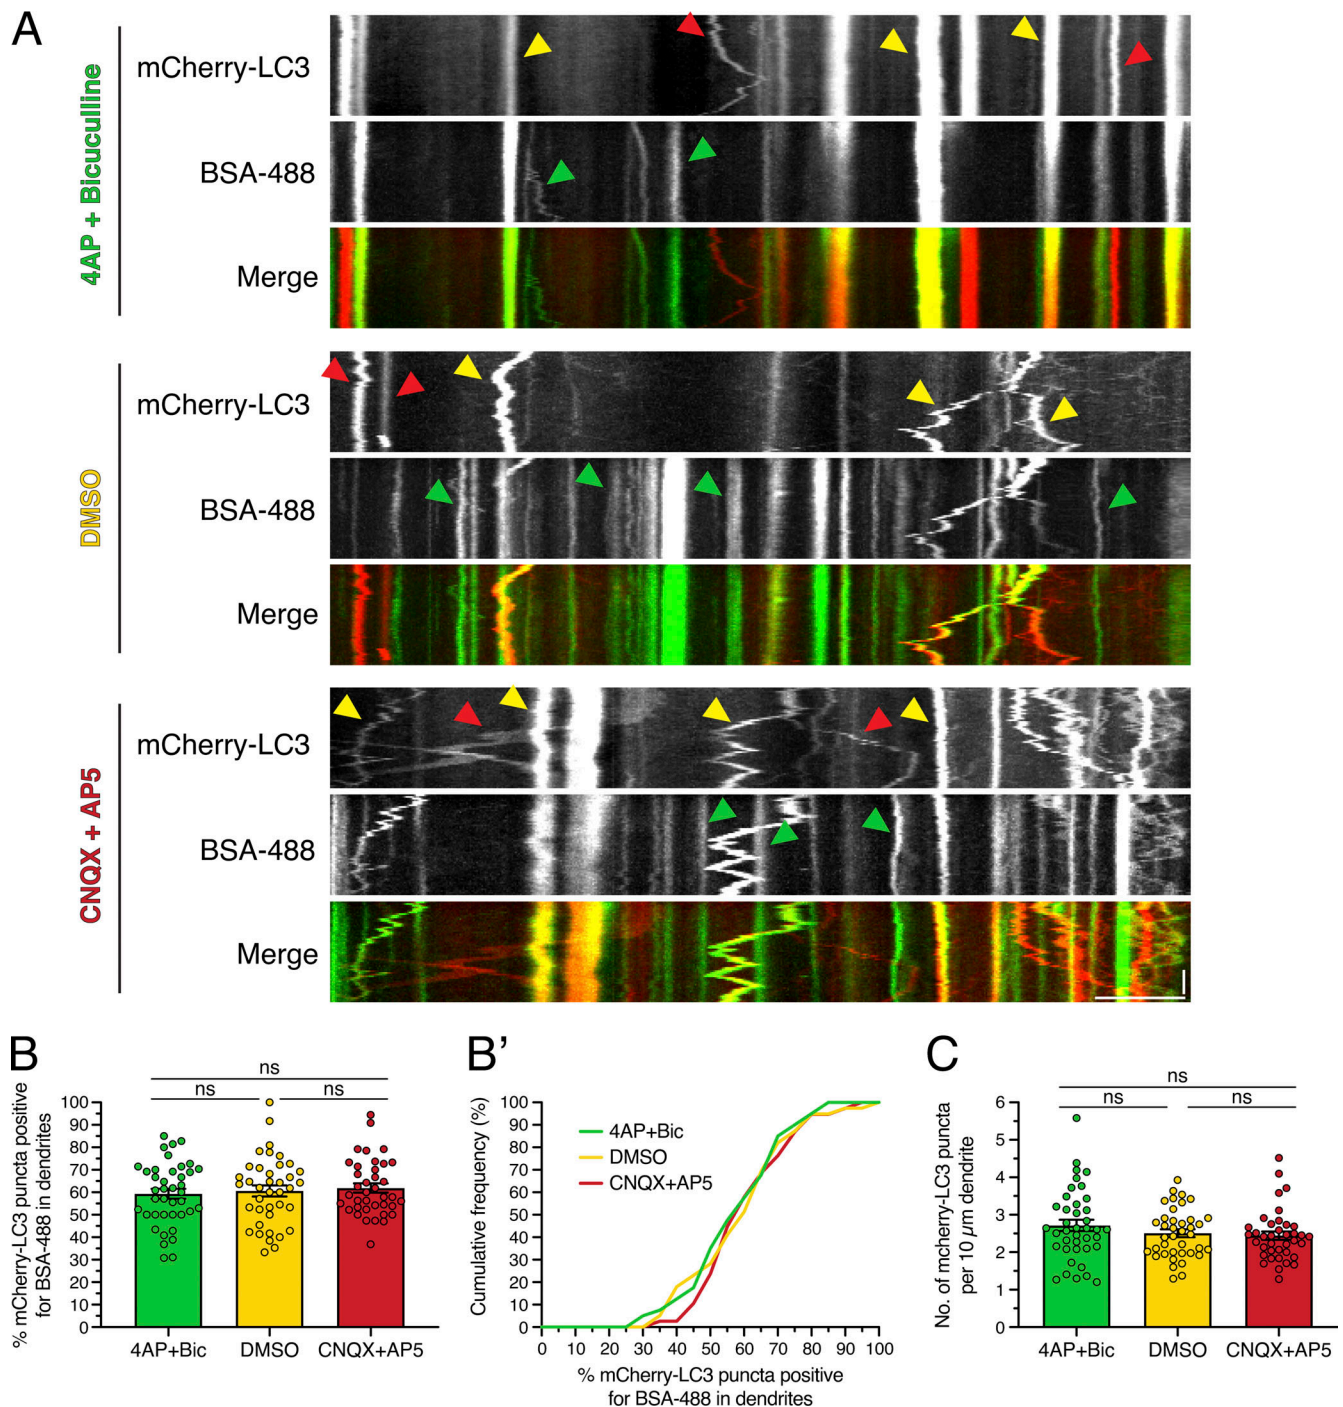 A
4AP + Bicuculline
mCherry-LC3
BSA-488
Merge
DMSO
mCherry-LC3
BSA-488
Merge
CNQX + AP5
mCherry-LC3
BSA-488
Merge
B
% mCherry-LC3 puncta positive
for BSA-488 in dendrites
ns
ns ns
100
90
80
70
60
50
40
30
20
10
0
4AP+Bic DMSO CNQX+AP5
B'
Cumulative frequency (%)
100
90
80
70
60
50
40
30
20
10
0
4AP+Bic
DMSO
CNQX+AP5
0 10 20 30 40 50 60 70 80 90 100
% mCherry-LC3 puncta positive
for BSA-488 in dendrites
C
No. of mcherry-LC3 puncta
per 10 μm dendrite
ns
ns ns
6
5
4
3
2
1
0
4AP+Bic DMSO CNQX+AP5